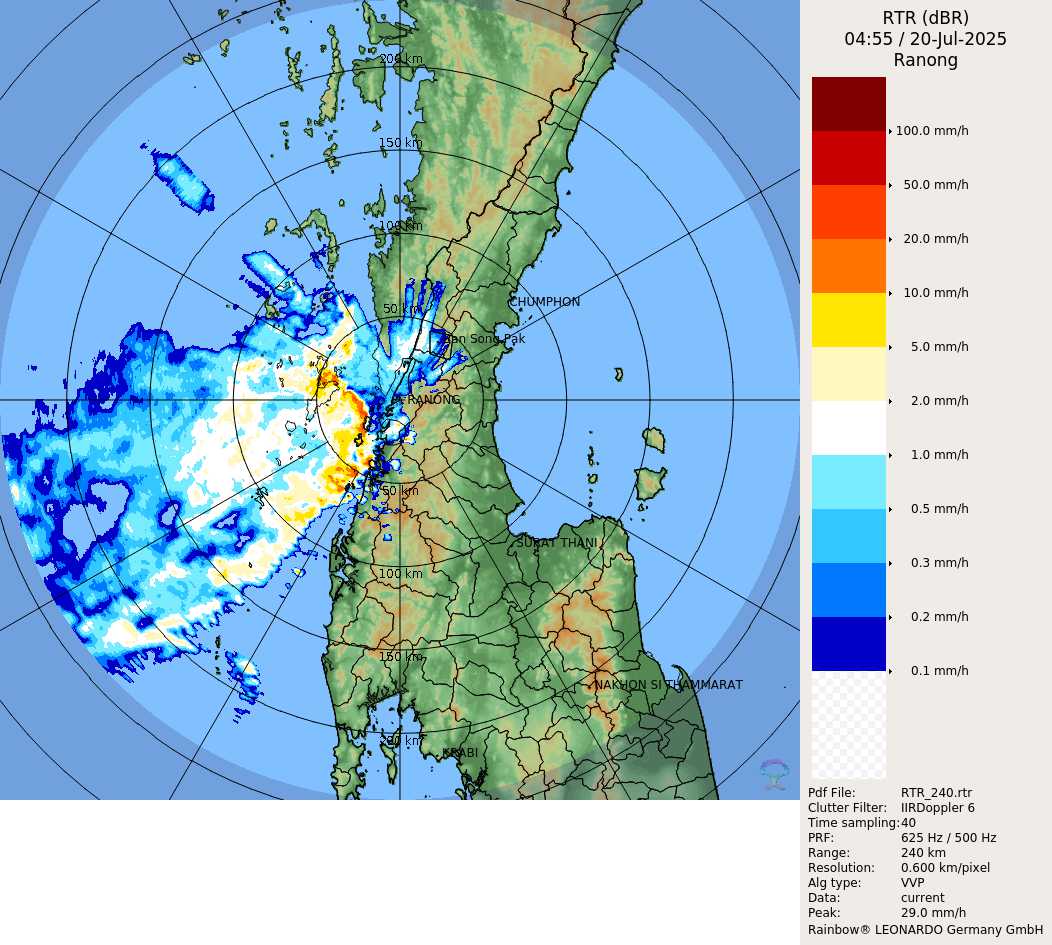 RTR (dBR)
04:55 / 20-Jul-2025
Ranong
100.0 mm/h
50.0 mm/h
20.0 mm/h
10.0 mm/h
5.0 mm/h
2.0 mm/h
1.0 mm/h
0.5 mm/h
0.3 mm/h
0.2 mm/h
0.1 mm/h
Pdf File: RTR_240.rtr
Clutter Filter: IIRDoppler 6
Time sampling: 40
PRF: 625 Hz / 500 Hz
Range: 240 km
Resolution: 0.600 km/pixel
Alg type: VVP
Data: current
Peak: 29.0 mm/h
Rainbow® LEONARDO Germany GmbH
200 km
150 km
100 km
50 km
CHUMPHON
Ban Song Pak
RANONG
50 km
SURAT THANI
100 km
150 km
NAKHON SI THAMMARAT
200 km
KRABI